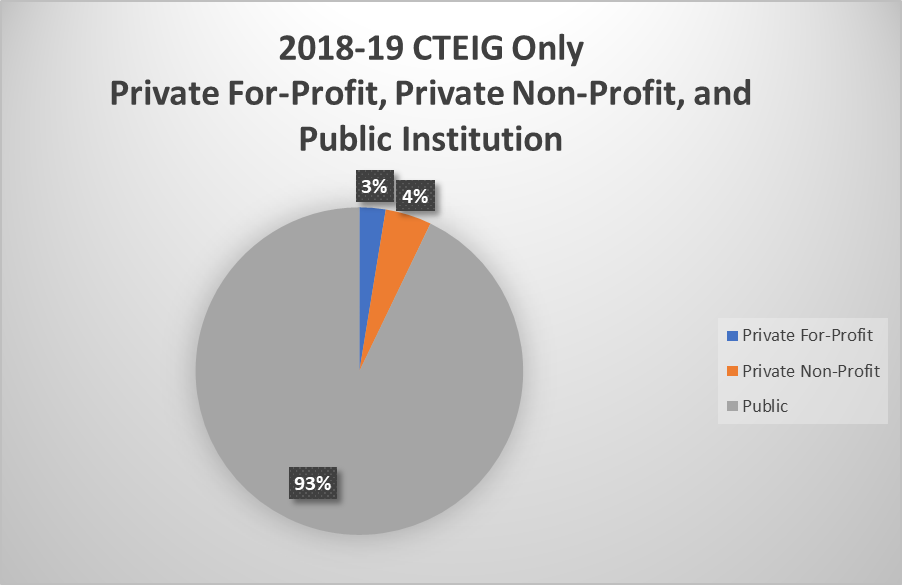 2018-19 CTEIG Only
Private For-Profit, Private Non-Profit, and
Public Institution
3%
4%
93%
Private For-Profit
Private Non-Profit
Public